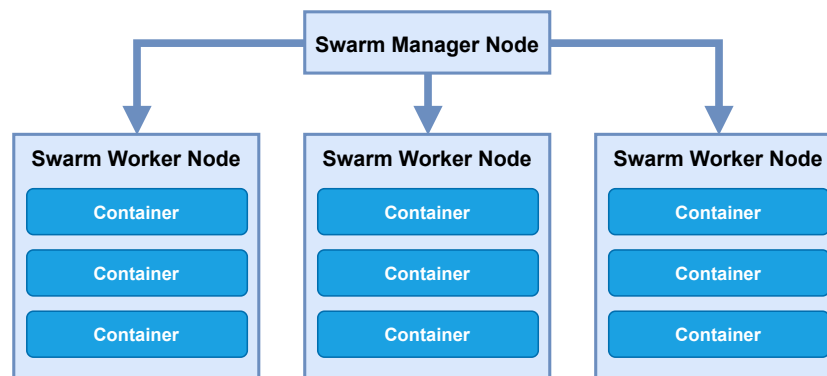 Swarm Manager Node
Swarm Worker Node
Container
Container
Container
Swarm Worker Node
Container
Container
Container
Swarm Worker Node
Container
Container
Container